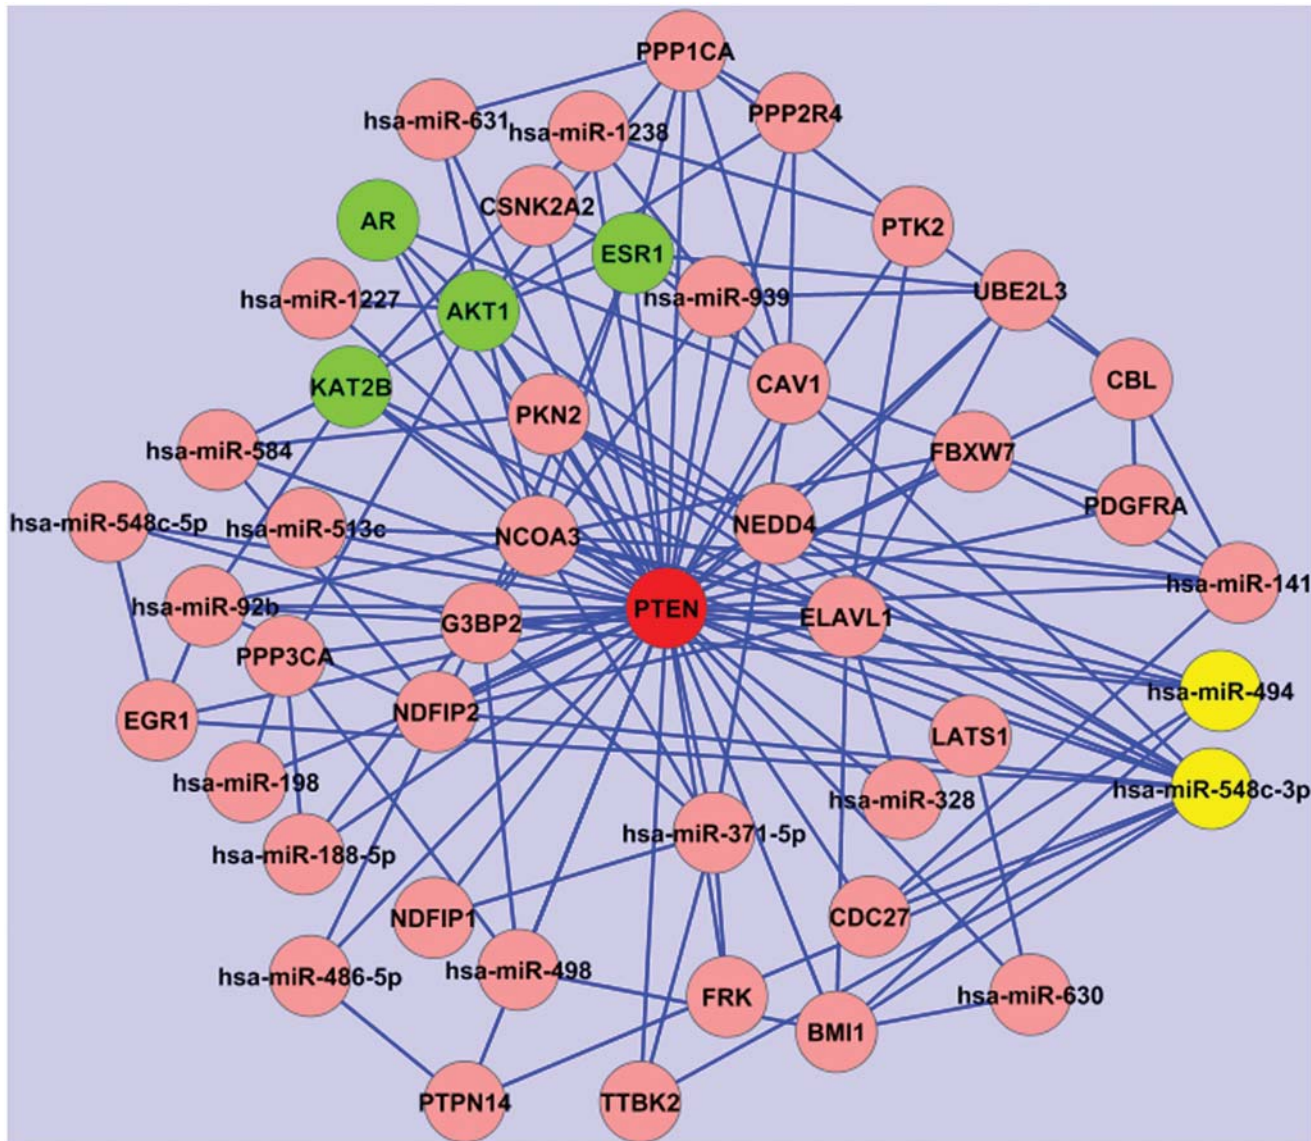 PPP1CA
PPP2R4
hsa-miR-631
hsa-miR-1238
CSNK2A2
AR
PTK2
ESR1
UBE2L3
hsa-miR-1227
hsa-miR-939
AKT1
CAV1
CBL
KAT2B
PKN2
hsa-miR-584
FBXW7
PDGFRA
hsa-miR-548c-5p
hsa-miR-513c
NCOA3
NEDD4
hsa-miR-141
hsa-miR-92b
PTEN
ELAVL1
G3BP2
PPP3CA
hsa-miR-494
EGR1
NDFIP2
LATS1
hsa-miR-198
hsa-miR-548c-3p
hsa-miR-328
hsa-miR-371-5p
hsa-miR-188-5p
NDFIP1
CDC27
hsa-miR-486-5p
hsa-miR-498
FRK
hsa-miR-630
BMI1
PTPN14
TTBK2